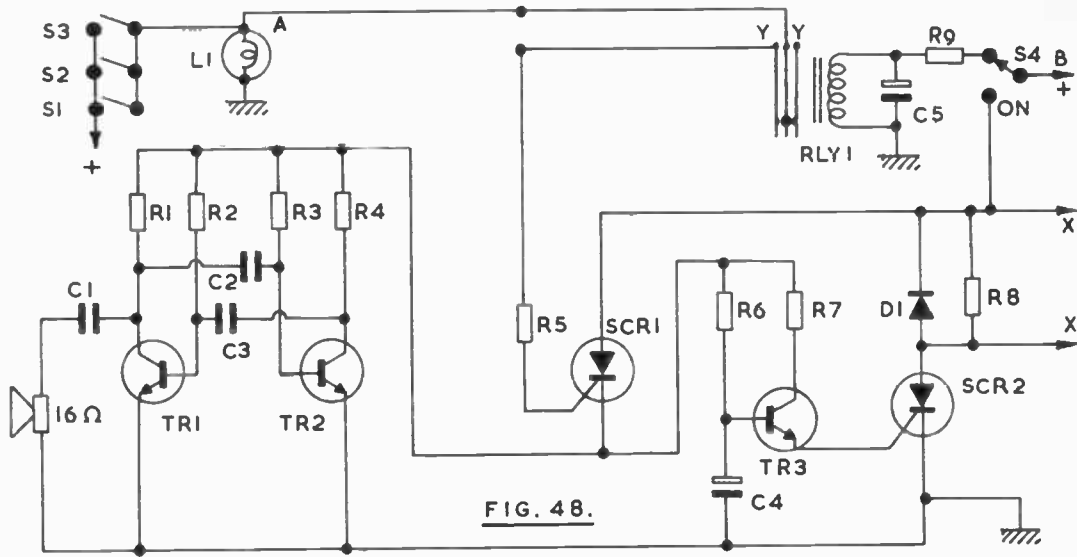 S3
S2
S1
+
A
L1
Y Y
R9
S4
B
+
C5
ON
RLY1
R1
R2
R3
R4
C2
C1
C3
16Ω
TR1
TR2
R5
SCR1
R6
R7
D1
R8
X
X
SCR2
TR3
C4
FIG. 48.